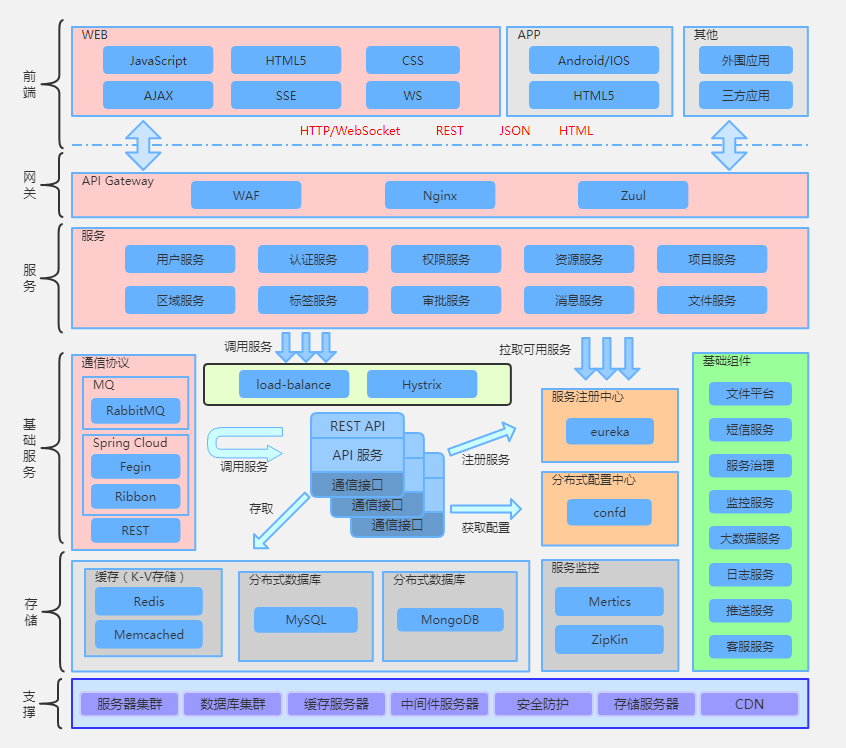 前端
WEB
JavaScript
HTML5
CSS
AJAX
SSE
WS
APP
Android/IOS
HTML5
其他
外围应用
三方应用
HTTP/WebSocket
REST
JSON
HTML
网关
API Gateway
WAF
Nginx
Zuul
服务
服务
用户服务
认证服务
权限服务
资源服务
项目服务
区域服务
标签服务
审批服务
消息服务
文件服务
调用服务
拉取可用服务
基础服务
通信协议
MQ
RabbitMQ
Spring Cloud
Fegin
Ribbon
REST
load-balance
Hystrix
调用服务
REST API
API 服务
通信接口
通信接口
通信接口
注册服务
存取
获取配置
服务注册中心
eureka
分布式配置中心
confd
基础组件
文件平台
短信服务
服务治理
监控服务
大数据服务
日志服务
推送服务
客服服务
存储
缓存（K-V存储）
Redis
Memcached
分布式数据库
MySQL
分布式数据库
MongoDB
服务监控
Mertics
ZipKin
支撑
服务器集群
数据库集群
缓存服务器
中间件服务器
安全防护
存储服务器
CDN